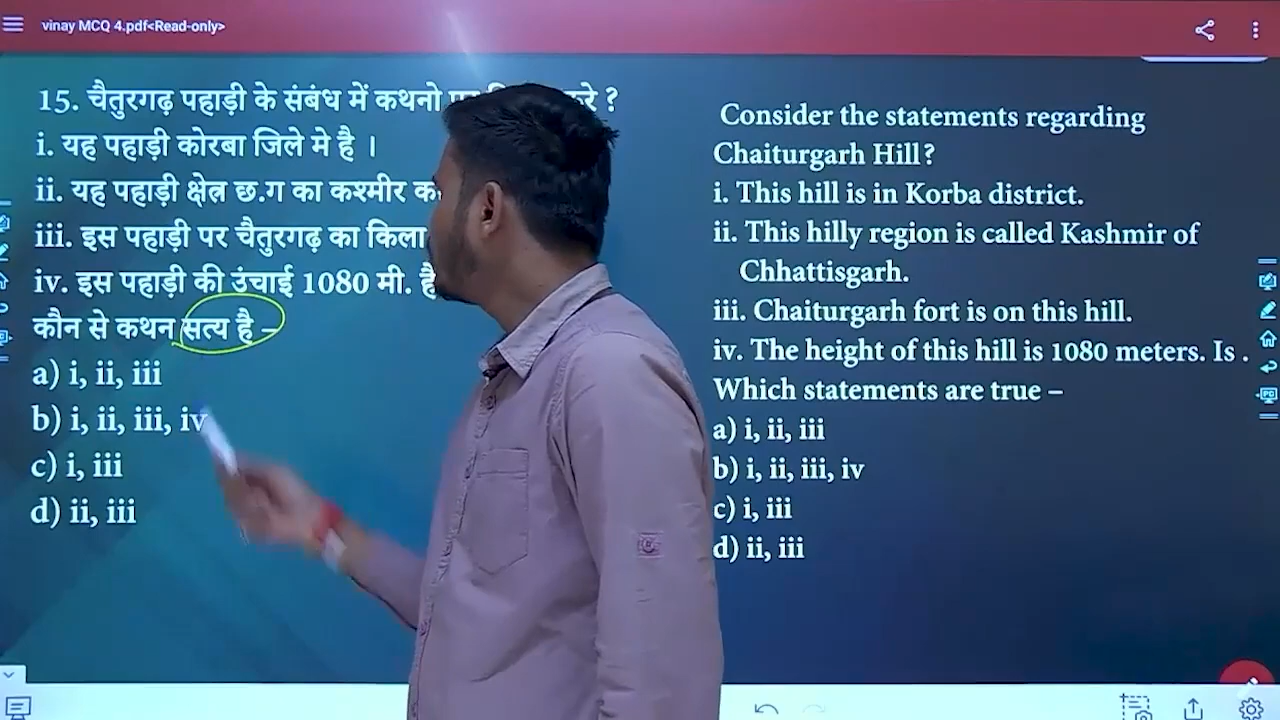 vinay MCQ 4.pdf<Read-only>
15. चैतुरगढ़ पहाड़ी के संबंध में कथनो ?
i. यह पहाड़ी कोरबा जिले मे है ।
ii. यह पहाड़ी क्षेत्र छ.ग का कश्मीर
iii. इस पहाड़ी पर चैतुरगढ़ का किला
iv. इस पहाड़ी की उंचाई 1080 मी.
कौन से कथन सत्य है –
a) i, ii, iii
b) i, ii, iii, iv
c) i, iii
d) ii, iii
Consider the statements regarding
Chaiturgarh Hill?
i. This hill is in Korba district.
ii. This hilly region is called Kashmir of
Chhattisgarh.
iii. Chaiturgarh fort is on this hill.
iv. The height of this hill is 1080 meters. Is .
Which statements are true –
a) i, ii, iii
b) i, ii, iii, iv
c) i, iii
d) ii, iii